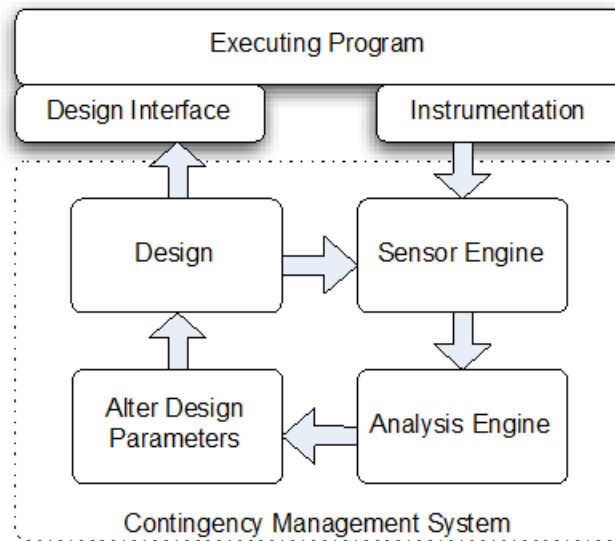 Executing Program
Design Interface
Instrumentation
Design
Sensor Engine
Alter Design
Parameters
Analysis Engine
Contingency Management System